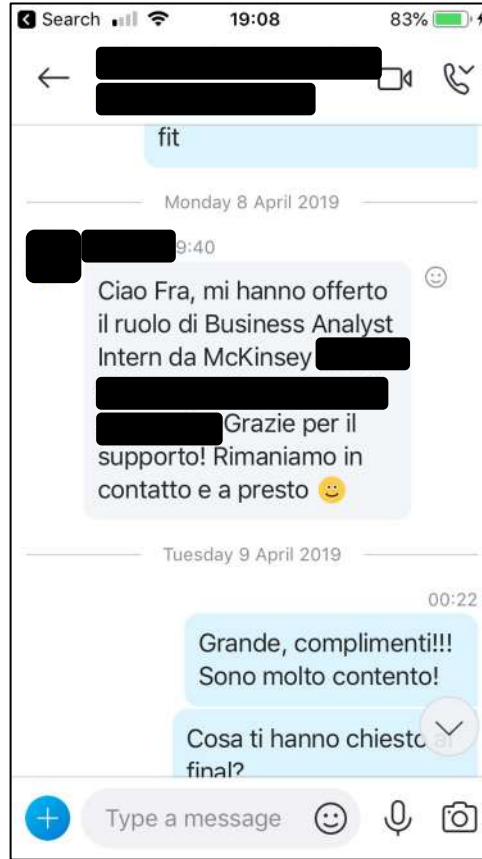 Search
19:08
83%
fit
Monday 8 April 2019
9:40
Ciao Fra, mi hanno offerto
il ruolo di Business Analyst
Intern da McKinsey
Grazie per il
supporto! Rimaniamo in
contatto e a presto 🙂
Tuesday 9 April 2019
00:22
Grande, complimenti!!!
Sono molto contento!
Cosa ti hanno chiesto
final?
Type a message